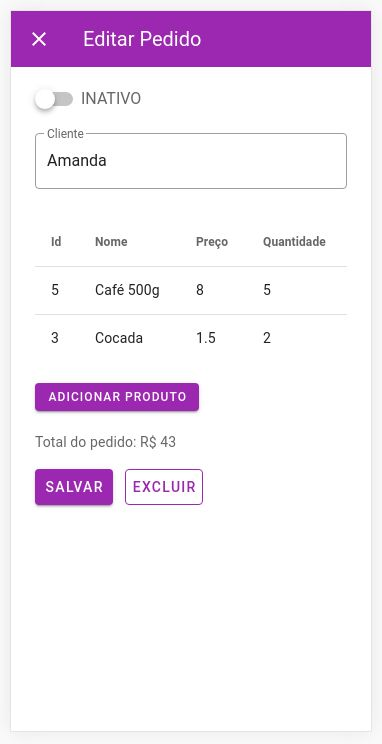 Editar Pedido
INATIVO
Cliente
Amanda
Id Nome Preço Quantidade
5 Café 500g 8 5
3 Cocada 1.5 2
ADICIONAR PRODUTO
Total do pedido: R$ 43
SALVAR EXCLUIR